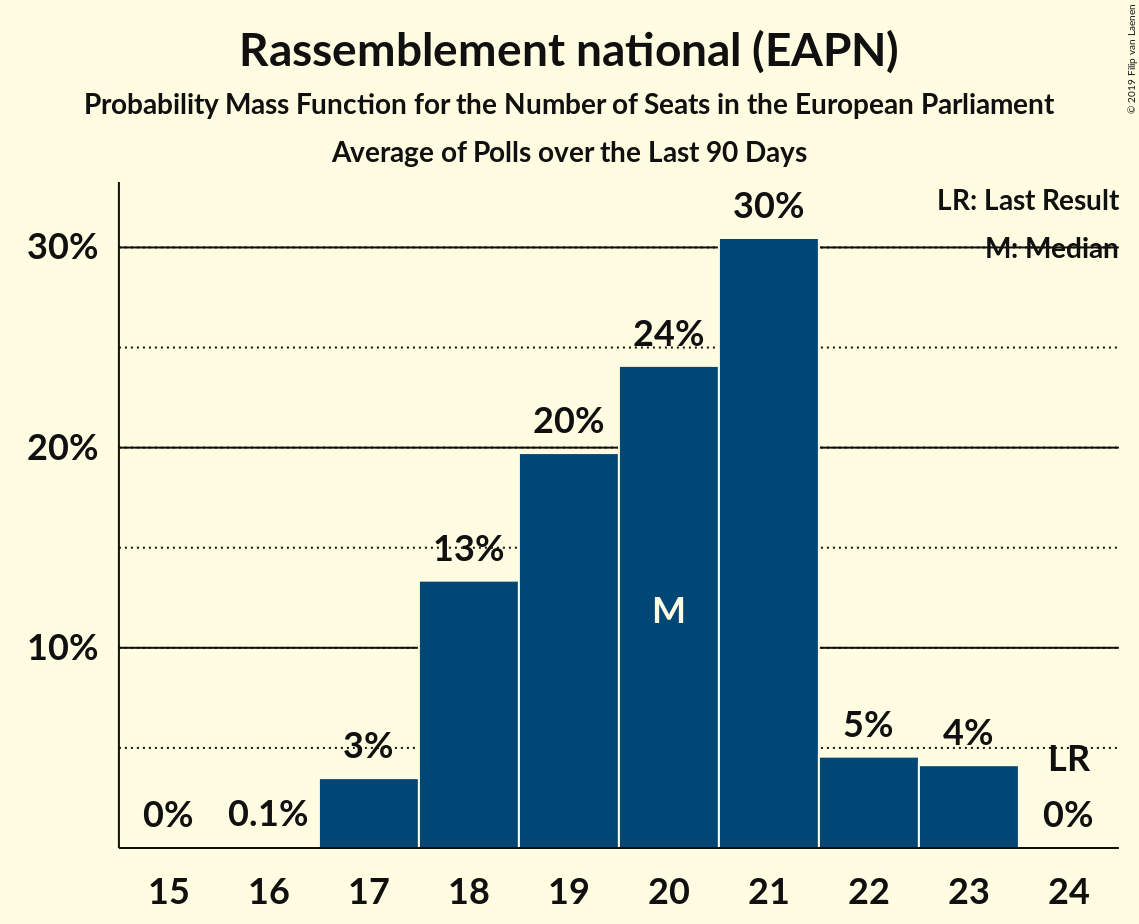 Rassemblement national (EAPN)
Probability Mass Function for the Number of Seats in the European Parliament
Average of Polls over the Last 90 Days
© 2019 Filip van Laenen
LR: Last Result
M: Median
30%
20%
10%
0%
0.1%
3%
13%
20%
24%
30%
5%
4%
0%
M
LR
15 16 17 18 19 20 21 22 23 24